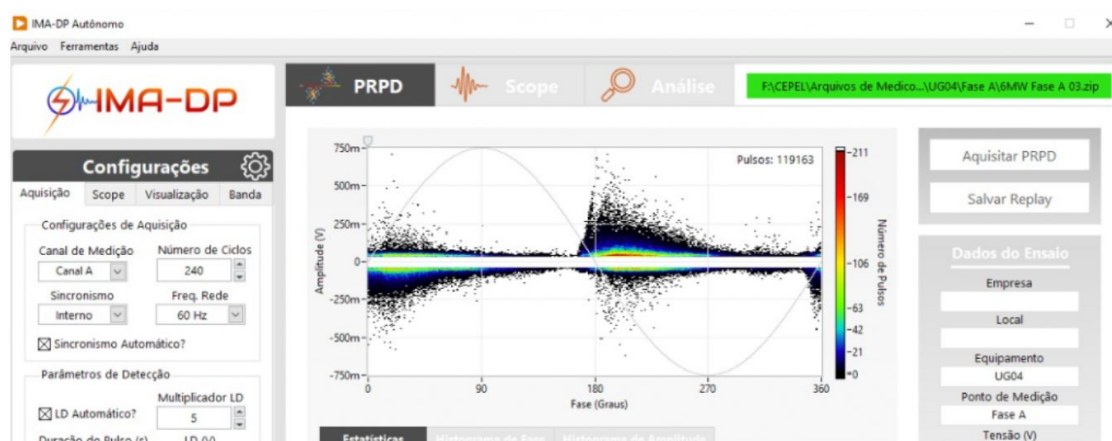 IMA-DP Autônomo
Arquivo Ferramentas Ajuda
IMA-DP
PRPD
Scope
Análise
F:\CEPEL\Arquivos de Medico...\UG04\Fase A\6MW Fase A 03.zip
Configurações
Aquisição Scope Visualização Banda
Configurações de Aquisição
Canal de Medição Número de Ciclos
Canal A 240
Sincronismo Freq. Rede
Interno 60 Hz
Sincronismo Automático?
Parâmetros de Detecção
Multiplicador LD
LD Automático? 5
Duração do Pulso (s) LD (V)
Pulsos: 119163
Amplitude (V)
750m
500m
250m
0
-250m
-500m
-750m
0 90 180 270 360
Fase (Graus)
211
169
106
63
42
21
0
Número de Pulsos
Estatísticas Histograma de Fase Histograma de Amplitude
Aquisitar PRPD
Salvar Replay
Dados do Ensaio
Empresa
Local
Equipamento
UG04
Ponto de Medição
Fase A
Tensão (V)